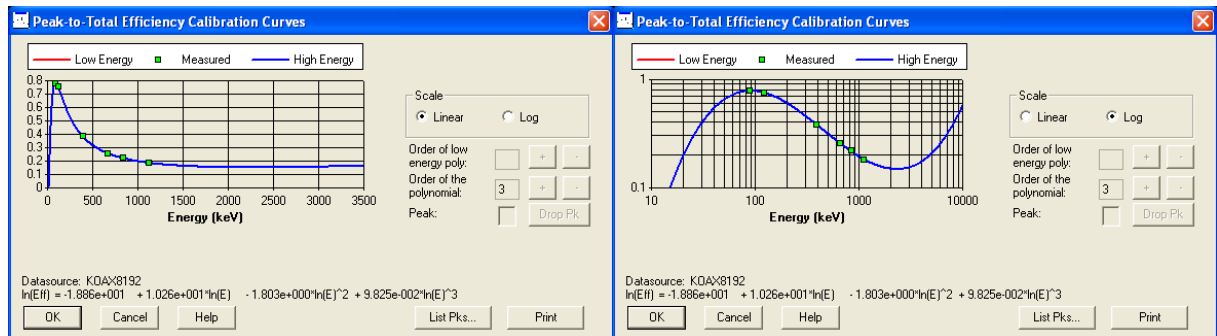 Peak-to-Total Efficiency Calibration Curves
Low Energy Measured High Energy
0.8
0.7
0.6
0.5
0.4
0.3
0.2
0.1
0
0 500 1000 1500 2000 2500 3000 3500
Energy (keV)
Scale
Linear Log
Order of low
energy poly: + -
Order of the
polynomial: 3 + -
Peak: Drop Pk
Datasource: KOAX8192
ln(Eff) = -1.886e+001 + 1.026e+001*ln(E) - 1.803e+000*ln(E)^2 + 9.825e-002*ln(E)^3
OK Cancel Help List Pks... Print
Peak-to-Total Efficiency Calibration Curves
Low Energy Measured High Energy
1
0.1
10 100 1000 10000
Energy (keV)
Scale
Linear Log
Order of low
energy poly: + -
Order of the
polynomial: 3 + -
Peak: Drop Pk
Datasource: KOAX8192
ln(Eff) = -1.886e+001 + 1.026e+001*ln(E) - 1.803e+000*ln(E)^2 + 9.825e-002*ln(E)^3
OK Cancel Help List Pks... Print